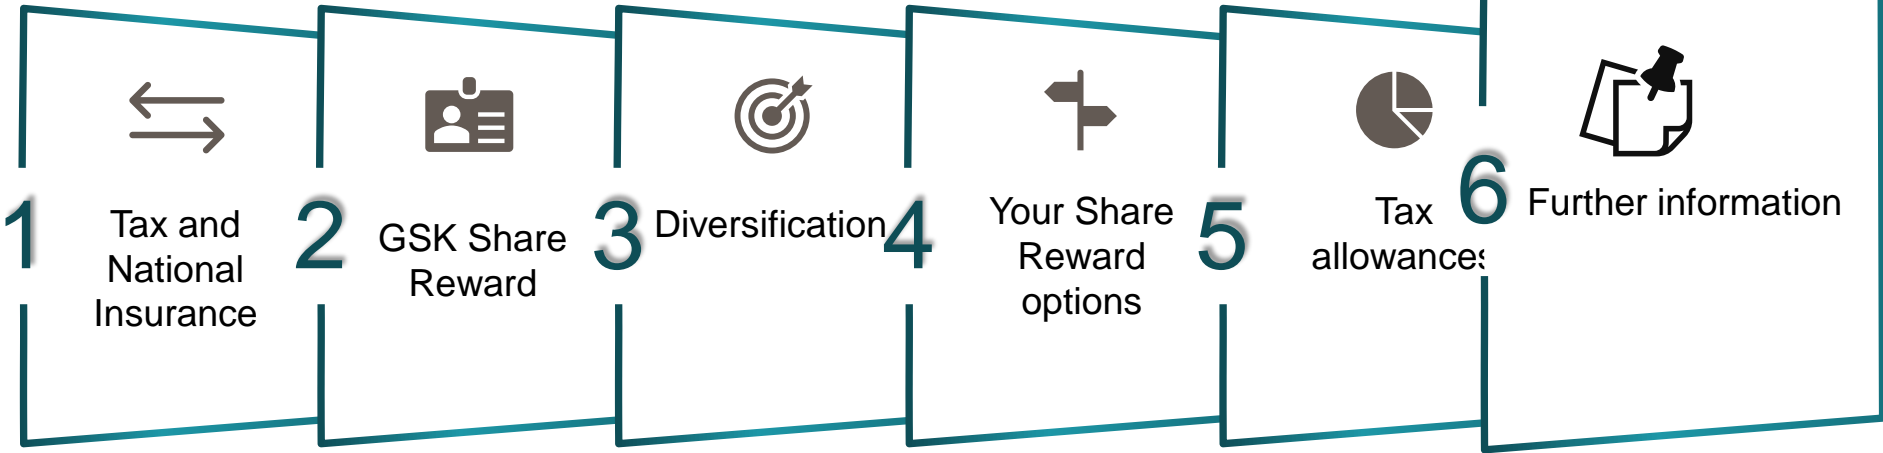 1
Tax and
National
Insurance
2
GSK Share
Reward
3
Diversification
4
Your Share
Reward
options
5
Tax
allowances
6
Further information